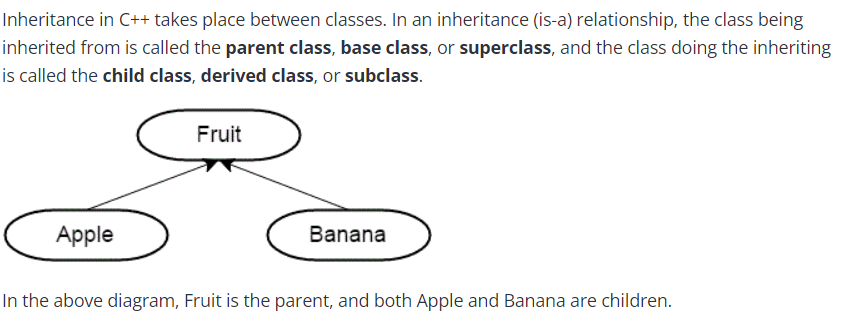 Inheritance in C++ takes place between classes. In an inheritance (is-a) relationship, the class being
inherited from is called the parent class, base class, or superclass, and the class doing the inheriting
is called the child class, derived class, or subclass.
Fruit
Apple
Banana
In the above diagram, Fruit is the parent, and both Apple and Banana are children.